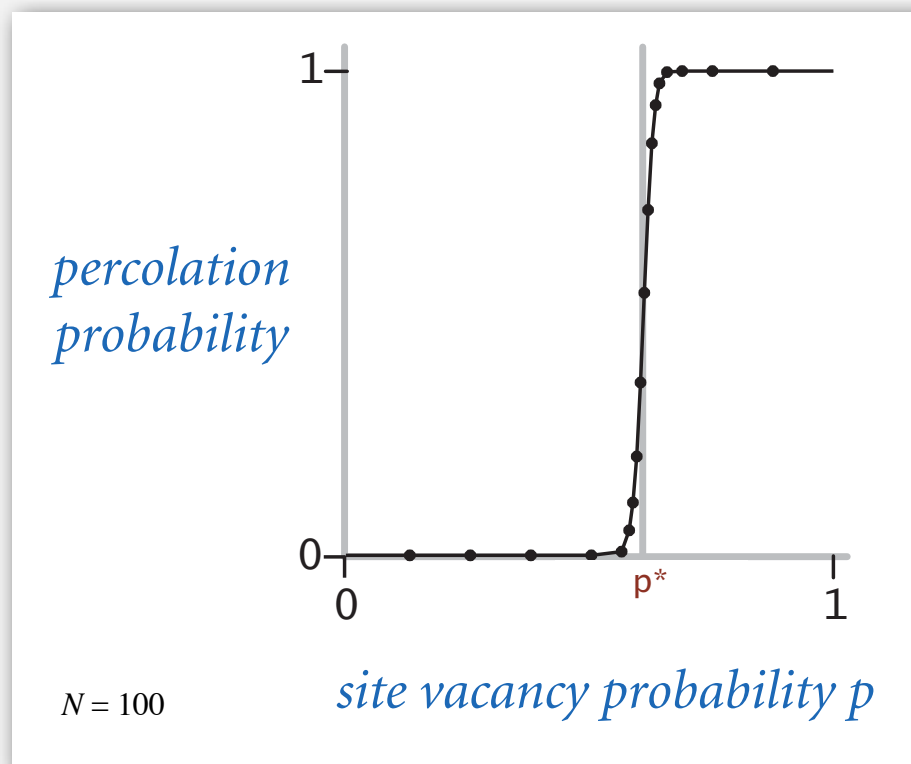 1
percolation
probability
0
p*
0
1
site vacancy probability p
N = 100